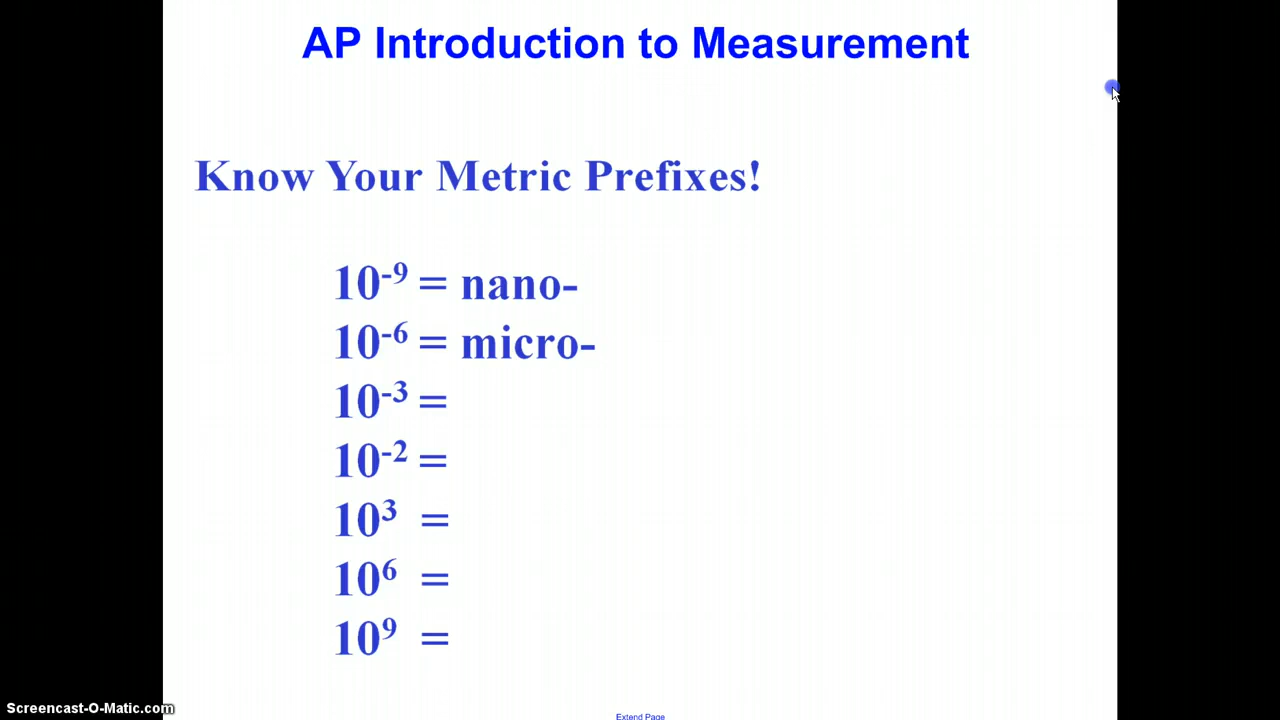 AP Introduction to Measurement
Know Your Metric Prefixes!
10⁻⁹ = nano-
10⁻⁶ = micro-
10⁻³ =
10⁻² =
10³ =
10⁶ =
10⁹ =
Screencast-O-Matic.com
Extend Page